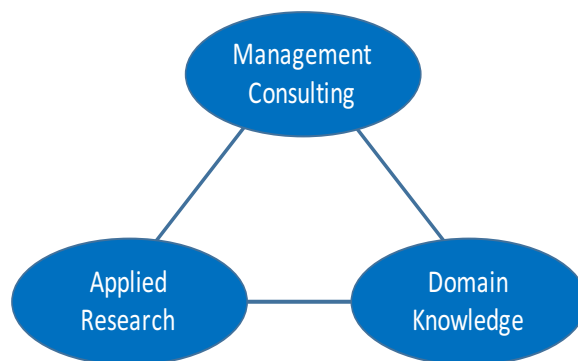 Management
Consulting
Applied
Research
Domain
Knowledge